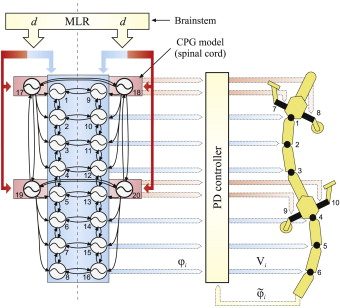 d MLR d
Brainstem
CPG model
(spinal cord)
17 18
1 9 7 8
2 10 1
3 11 2
4 12 3
19 20
5 13 9 10
6 14 4
7 15 5
8 16 6
PD controller
φi Vi
φ̃i